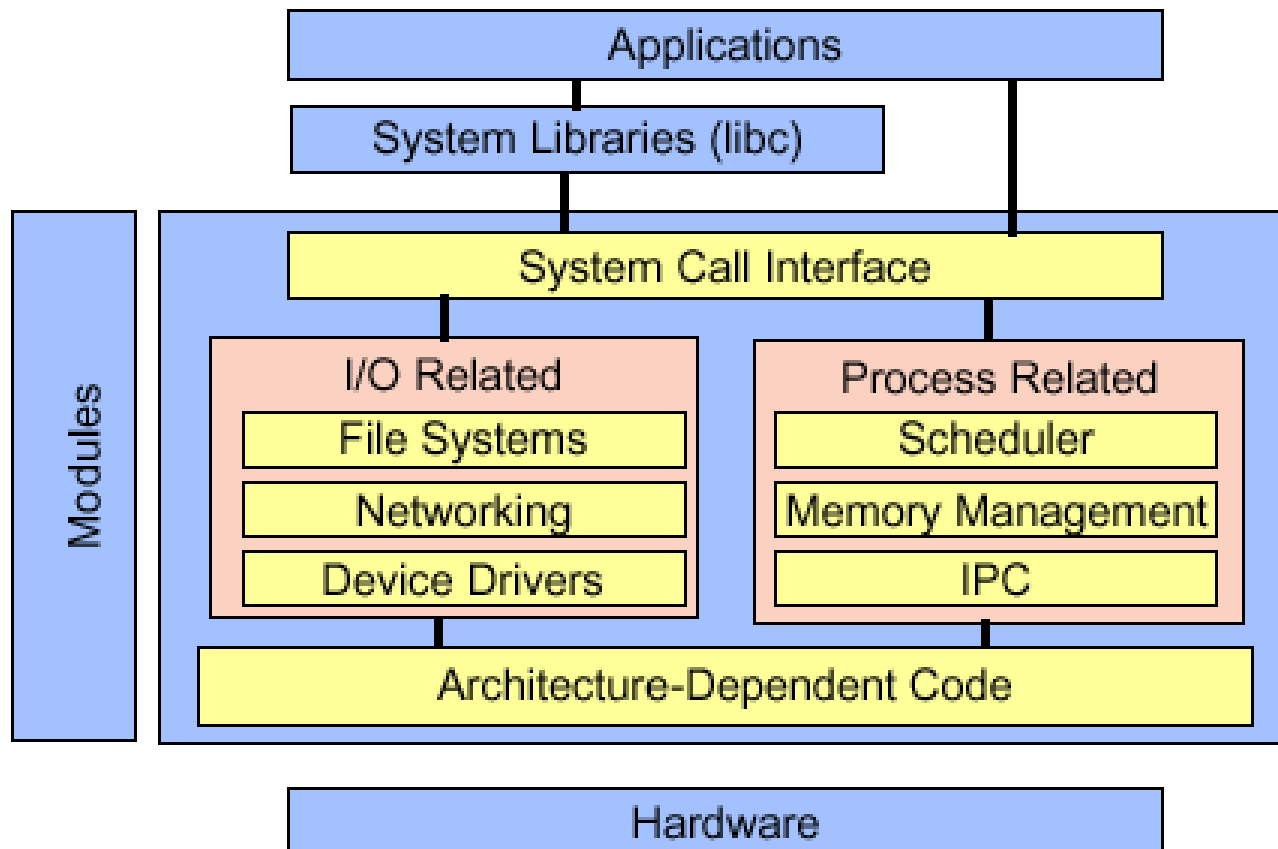 Applications
System Libraries (libc)
System Call Interface
Modules
I/O Related
File Systems
Networking
Device Drivers
Process Related
Scheduler
Memory Management
IPC
Architecture-Dependent Code
Hardware